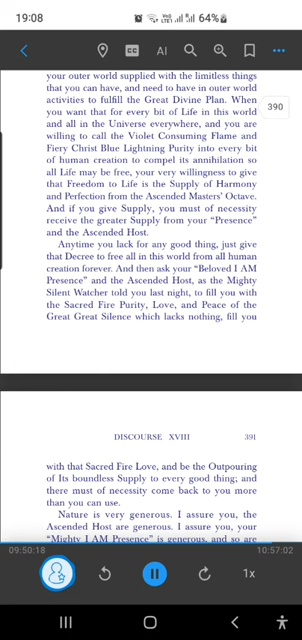 19:08
64%
CC
AI
your outer world supplied with the limitless things
390
that you can have, and need to have in outer world
activities to fulfill the Great Divine Plan. When
you want that for every bit of Life in this world
and all in the Universe everywhere, and you are
willing to call the Violet Consuming Flame and
Fiery Christ Blue Lightning Purity into every bit
of human creation to compel its annihilation so
all Life may be free, your very willingness to give
that Freedom to Life is the Supply of Harmony
and Perfection from the Ascended Masters' Octave.
And if you give Supply, you must of necessity
receive the greater Supply from your "Presence"
and the Ascended Host.
Anytime you lack for any good thing, just give
that Decree to free all in this world from all human
creation forever. And then ask your "Beloved I AM
Presence" and the Ascended Host, as the Mighty
Silent Watcher told you last night, to fill you with
the Sacred Fire Purity, Love, and Peace of the
Great Great Silence which lacks nothing, fill you
DISCOURSE XVIII 391
with that Sacred Fire Love, and be the Outpouring
of Its boundless Supply to every good thing; and
there must of necessity come back to you more
than you can use.
Nature is very generous. I assure you, the
Ascended Host are generous. I assure you, your
"Mighty I AM Presence" is generous, and so are
09:50:18 10:57:02
1x